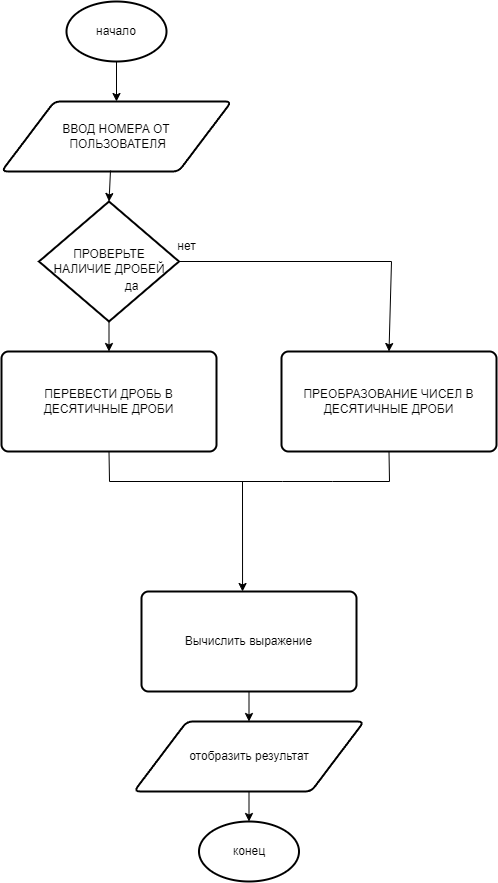 начало
ВВОД НОМЕРА ОТ
ПОЛЬЗОВАТЕЛЯ
нет
ПРОВЕРЬТЕ
НАЛИЧИЕ ДРОБЕЙ
да
ПЕРЕВЕСТИ ДРОБЬ В
ДЕСЯТИЧНЫЕ ДРОБИ
ПРЕОБРАЗОВАНИЕ ЧИСЕЛ В
ДЕСЯТИЧНЫЕ ДРОБИ
Вычислить выражение
отобразить результат
конец